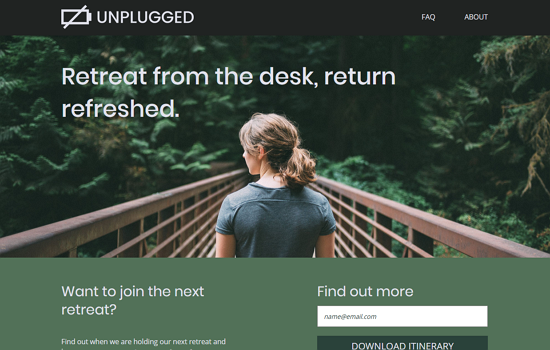 UNPLUGGED
FAQ
ABOUT
Retreat from the desk, return
refreshed.
Want to join the next
retreat?
Find out when we are holding our next retreat and
Find out more
name@email.com
DOWNLOAD ITINERARY